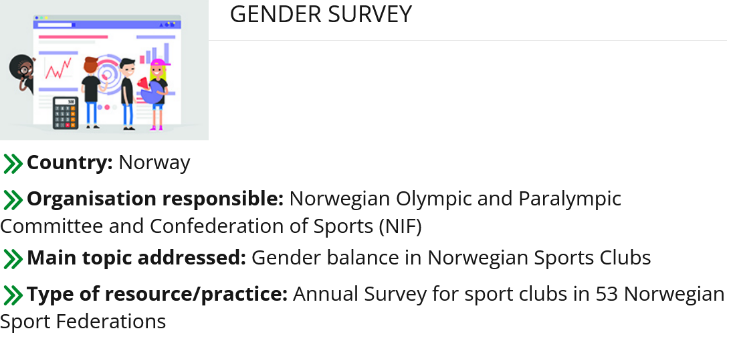 GENDER SURVEY
Country: Norway
Organisation responsible: Norwegian Olympic and Paralympic
Committee and Confederation of Sports (NIF)
Main topic addressed: Gender balance in Norwegian Sports Clubs
Type of resource/practice: Annual Survey for sport clubs in 53 Norwegian
Sport Federations